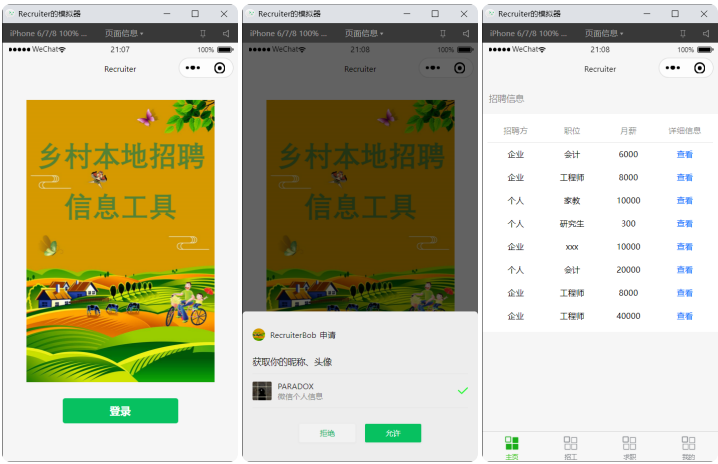 Recruiter的模拟器
iPhone 6/7/8 100% ... 页面信息
WeChat 21:07 100%
Recruiter
乡村本地招聘
信息工具
登录
Recruiter的模拟器
iPhone 6/7/8 100% ... 页面信息
WeChat 21:08 100%
Recruiter
乡村本地招聘
信息工具
RecruiterBob 申请
获取你的昵称、头像
PARADOX
微信个人信息
拒绝 允许
Recruiter的模拟器
iPhone 6/7/8 100% ... 页面信息
WeChat 21:08 100%
Recruiter
招聘信息
招聘方 职位 月薪 详细信息
企业 会计 6000 查看
企业 工程师 8000 查看
个人 家教 10000 查看
个人 研究生 300 查看
企业 xxx 10000 查看
个人 会计 20000 查看
企业 工程师 8000 查看
企业 工程师 40000 查看
主页 招工 求职 我的